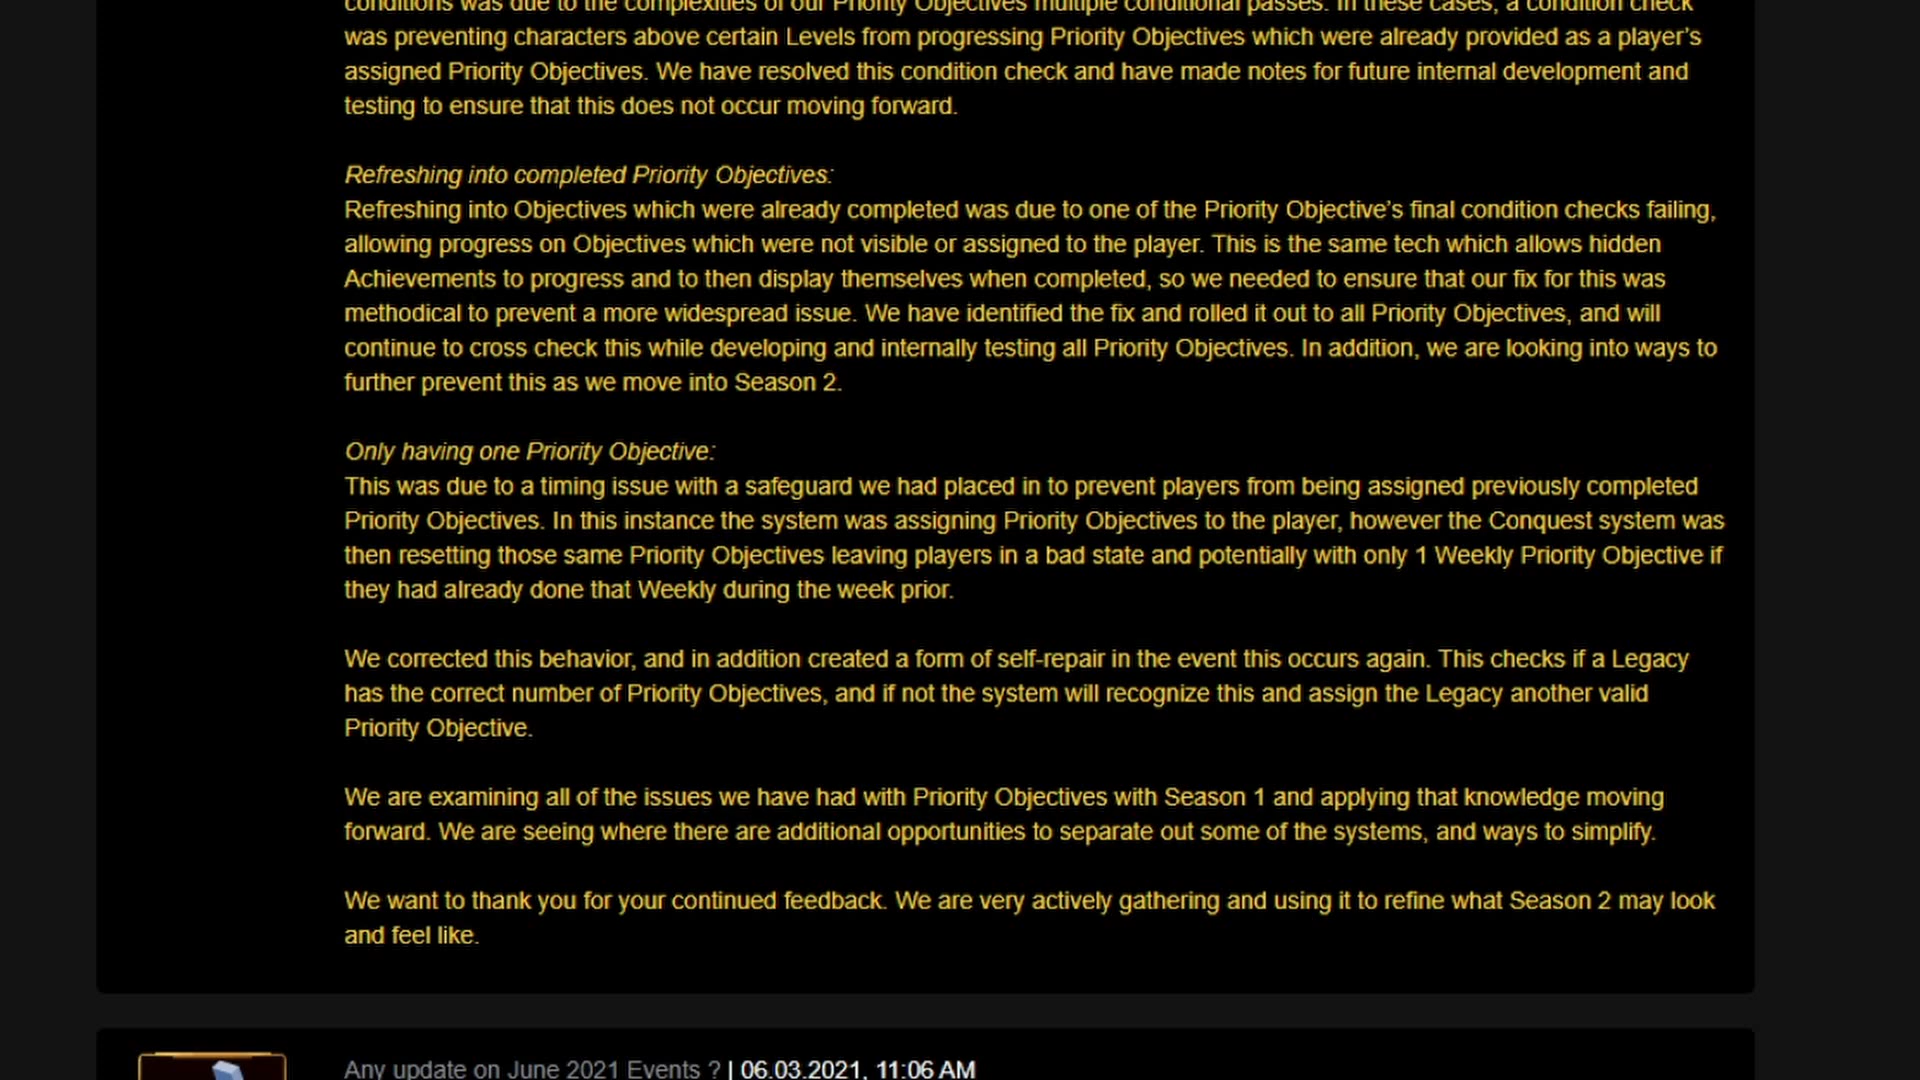 conditions was due to the complexities of our Priority Objectives multiple conditional passes. In these cases, a condition check
was preventing characters above certain Levels from progressing Priority Objectives which were already provided as a player’s
assigned Priority Objectives. We have resolved this condition check and have made notes for future internal development and
testing to ensure that this does not occur moving forward.
Refreshing into completed Priority Objectives:
Refreshing into Objectives which were already completed was due to one of the Priority Objective’s final condition checks failing,
allowing progress on Objectives which were not visible or assigned to the player. This is the same tech which allows hidden
Achievements to progress and to then display themselves when completed, so we needed to ensure that our fix for this was
methodical to prevent a more widespread issue. We have identified the fix and rolled it out to all Priority Objectives, and will
continue to cross check this while developing and internally testing all Priority Objectives. In addition, we are looking into ways to
further prevent this as we move into Season 2.
Only having one Priority Objective:
This was due to a timing issue with a safeguard we had placed in to prevent players from being assigned previously completed
Priority Objectives. In this instance the system was assigning Priority Objectives to the player, however the Conquest system was
then resetting those same Priority Objectives leaving players in a bad state and potentially with only 1 Weekly Priority Objective if
they had already done that Weekly during the week prior.
We corrected this behavior, and in addition created a form of self-repair in the event this occurs again. This checks if a Legacy
has the correct number of Priority Objectives, and if not the system will recognize this and assign the Legacy another valid
Priority Objective.
We are examining all of the issues we have had with Priority Objectives with Season 1 and applying that knowledge moving
forward. We are seeing where there are additional opportunities to separate out some of the systems, and ways to simplify.
We want to thank you for your continued feedback. We are very actively gathering and using it to refine what Season 2 may look
and feel like.
Any update on June 2021 Events ? | 06.03.2021, 11:06 AM